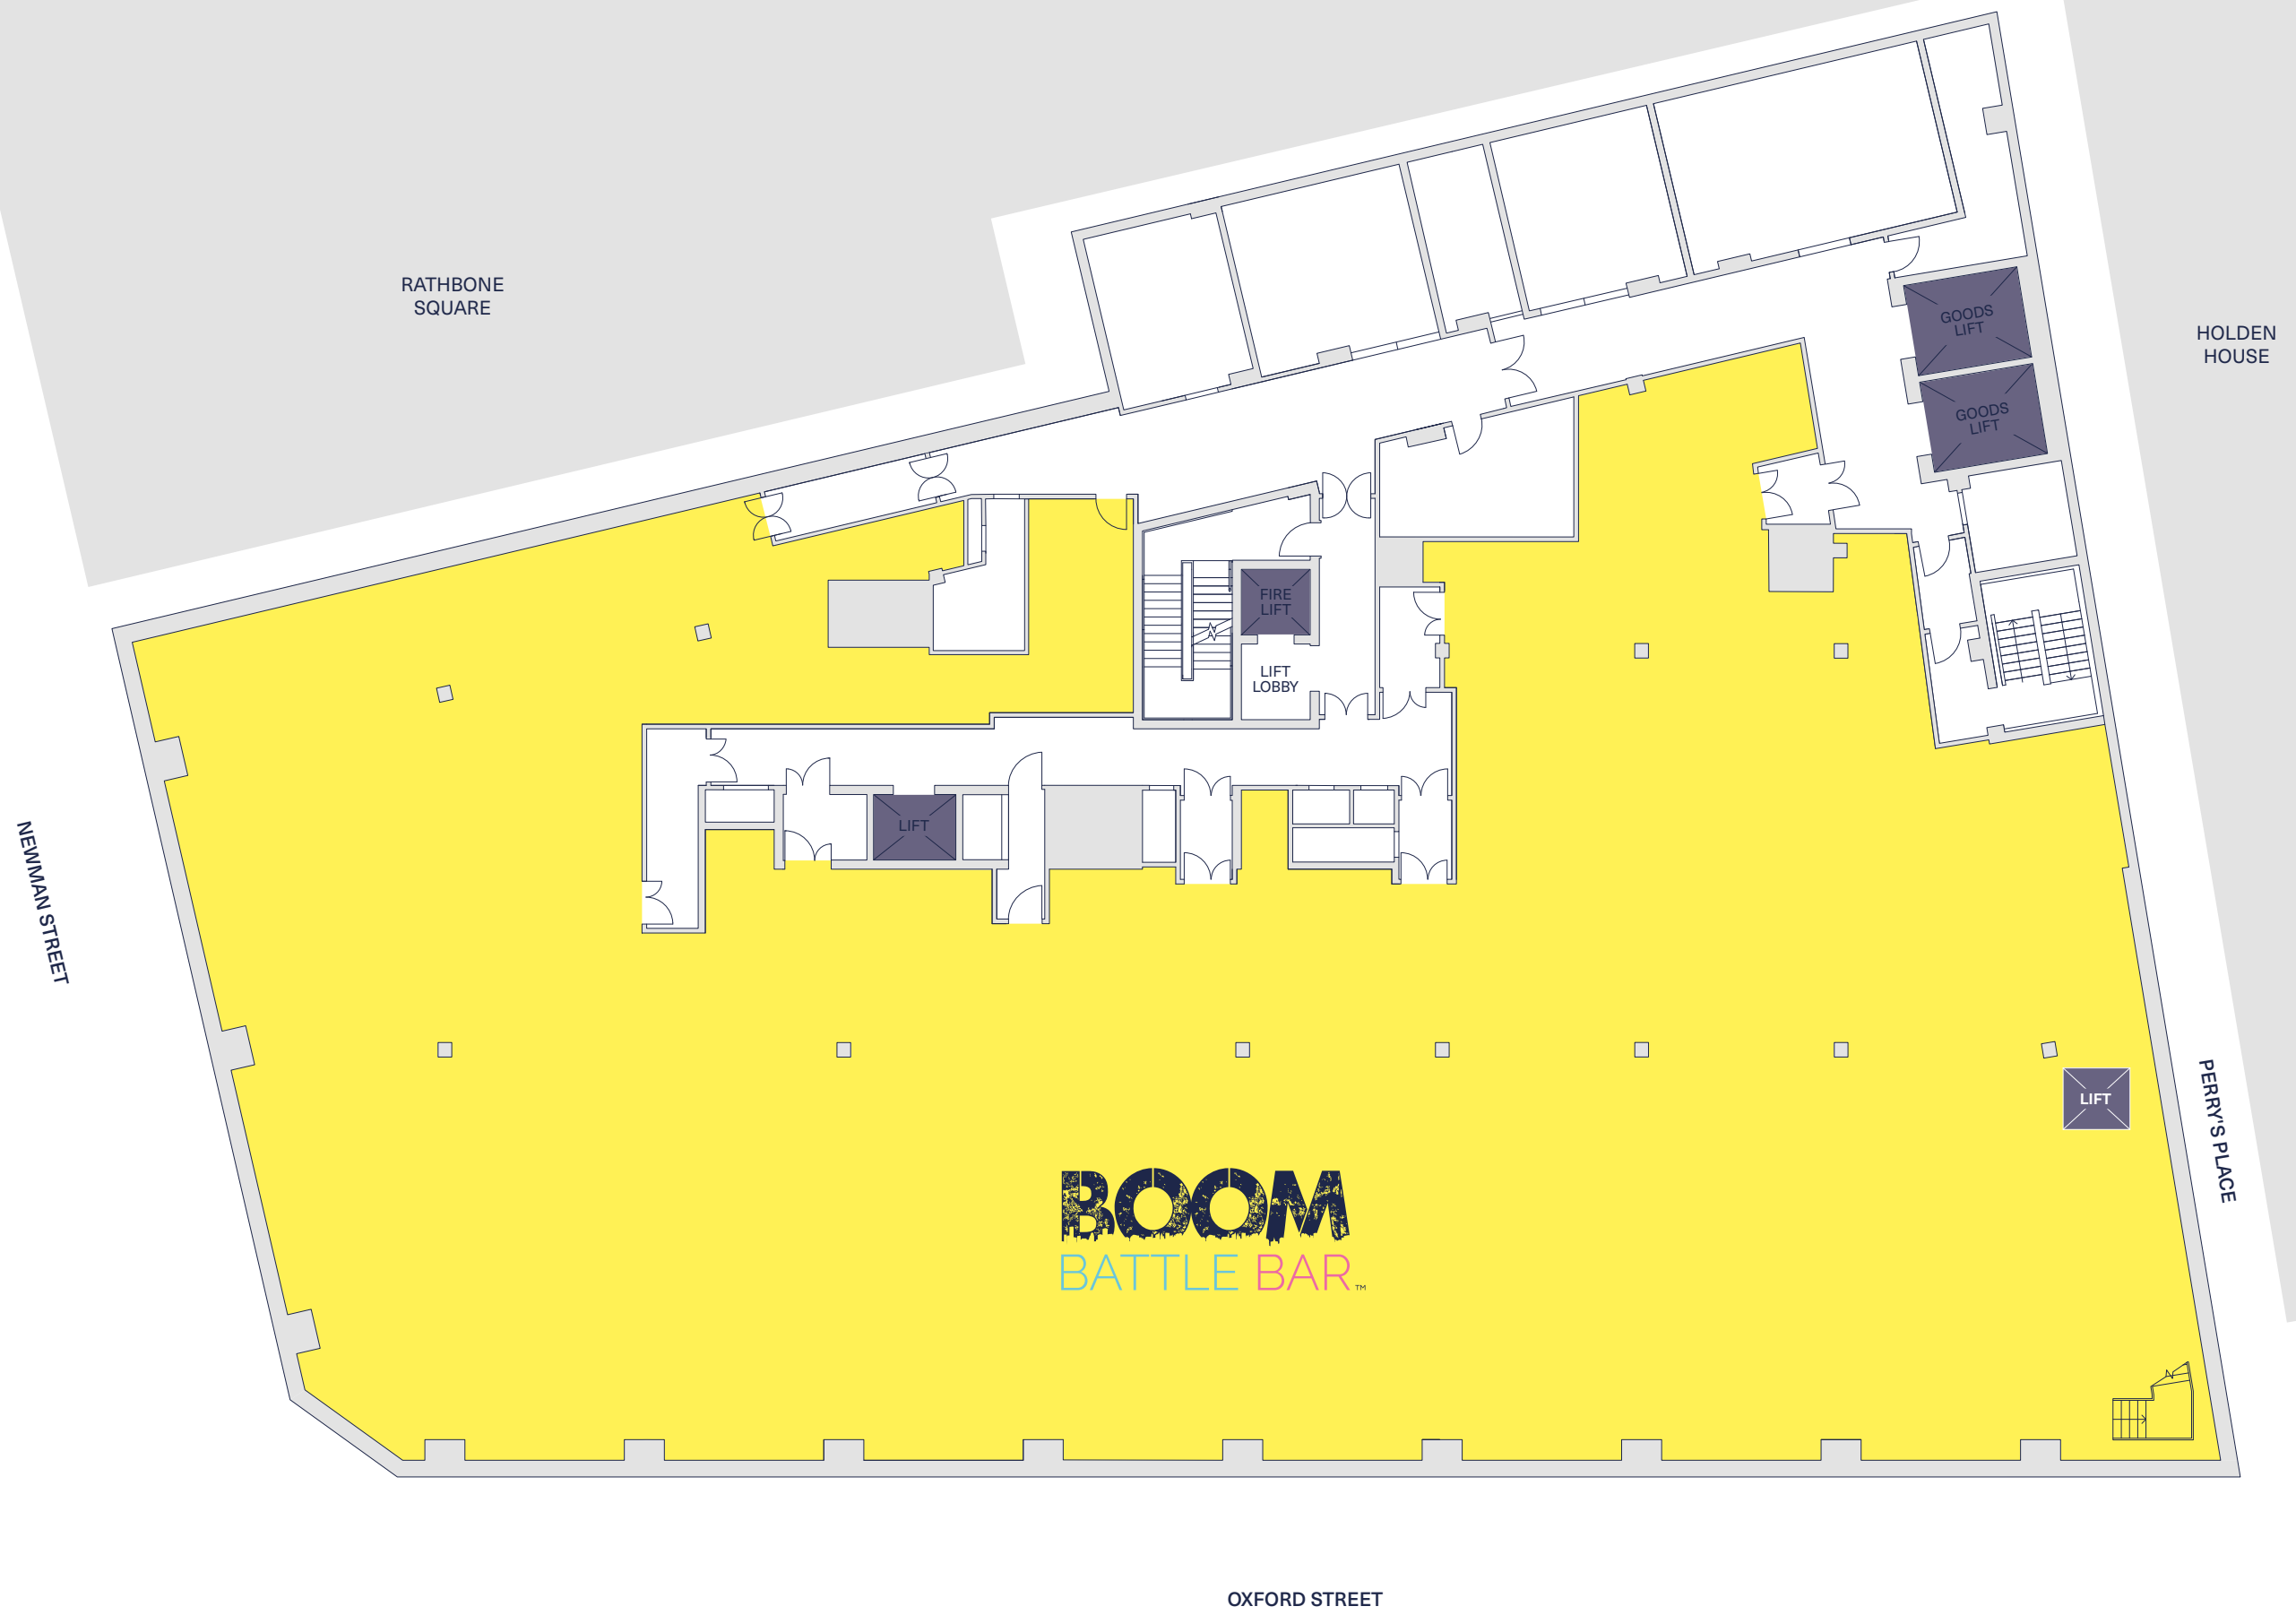 RATHBONE
SQUARE
GOODS
LIFT
HOLDEN
HOUSE
GOODS
LIFT
FIRE
LIFT
LIFT
LOBBY
LIFT
NEWMAN STREET
LIFT
PERRY'S PLACE
BOOM
BATTLE BAR™
OXFORD STREET